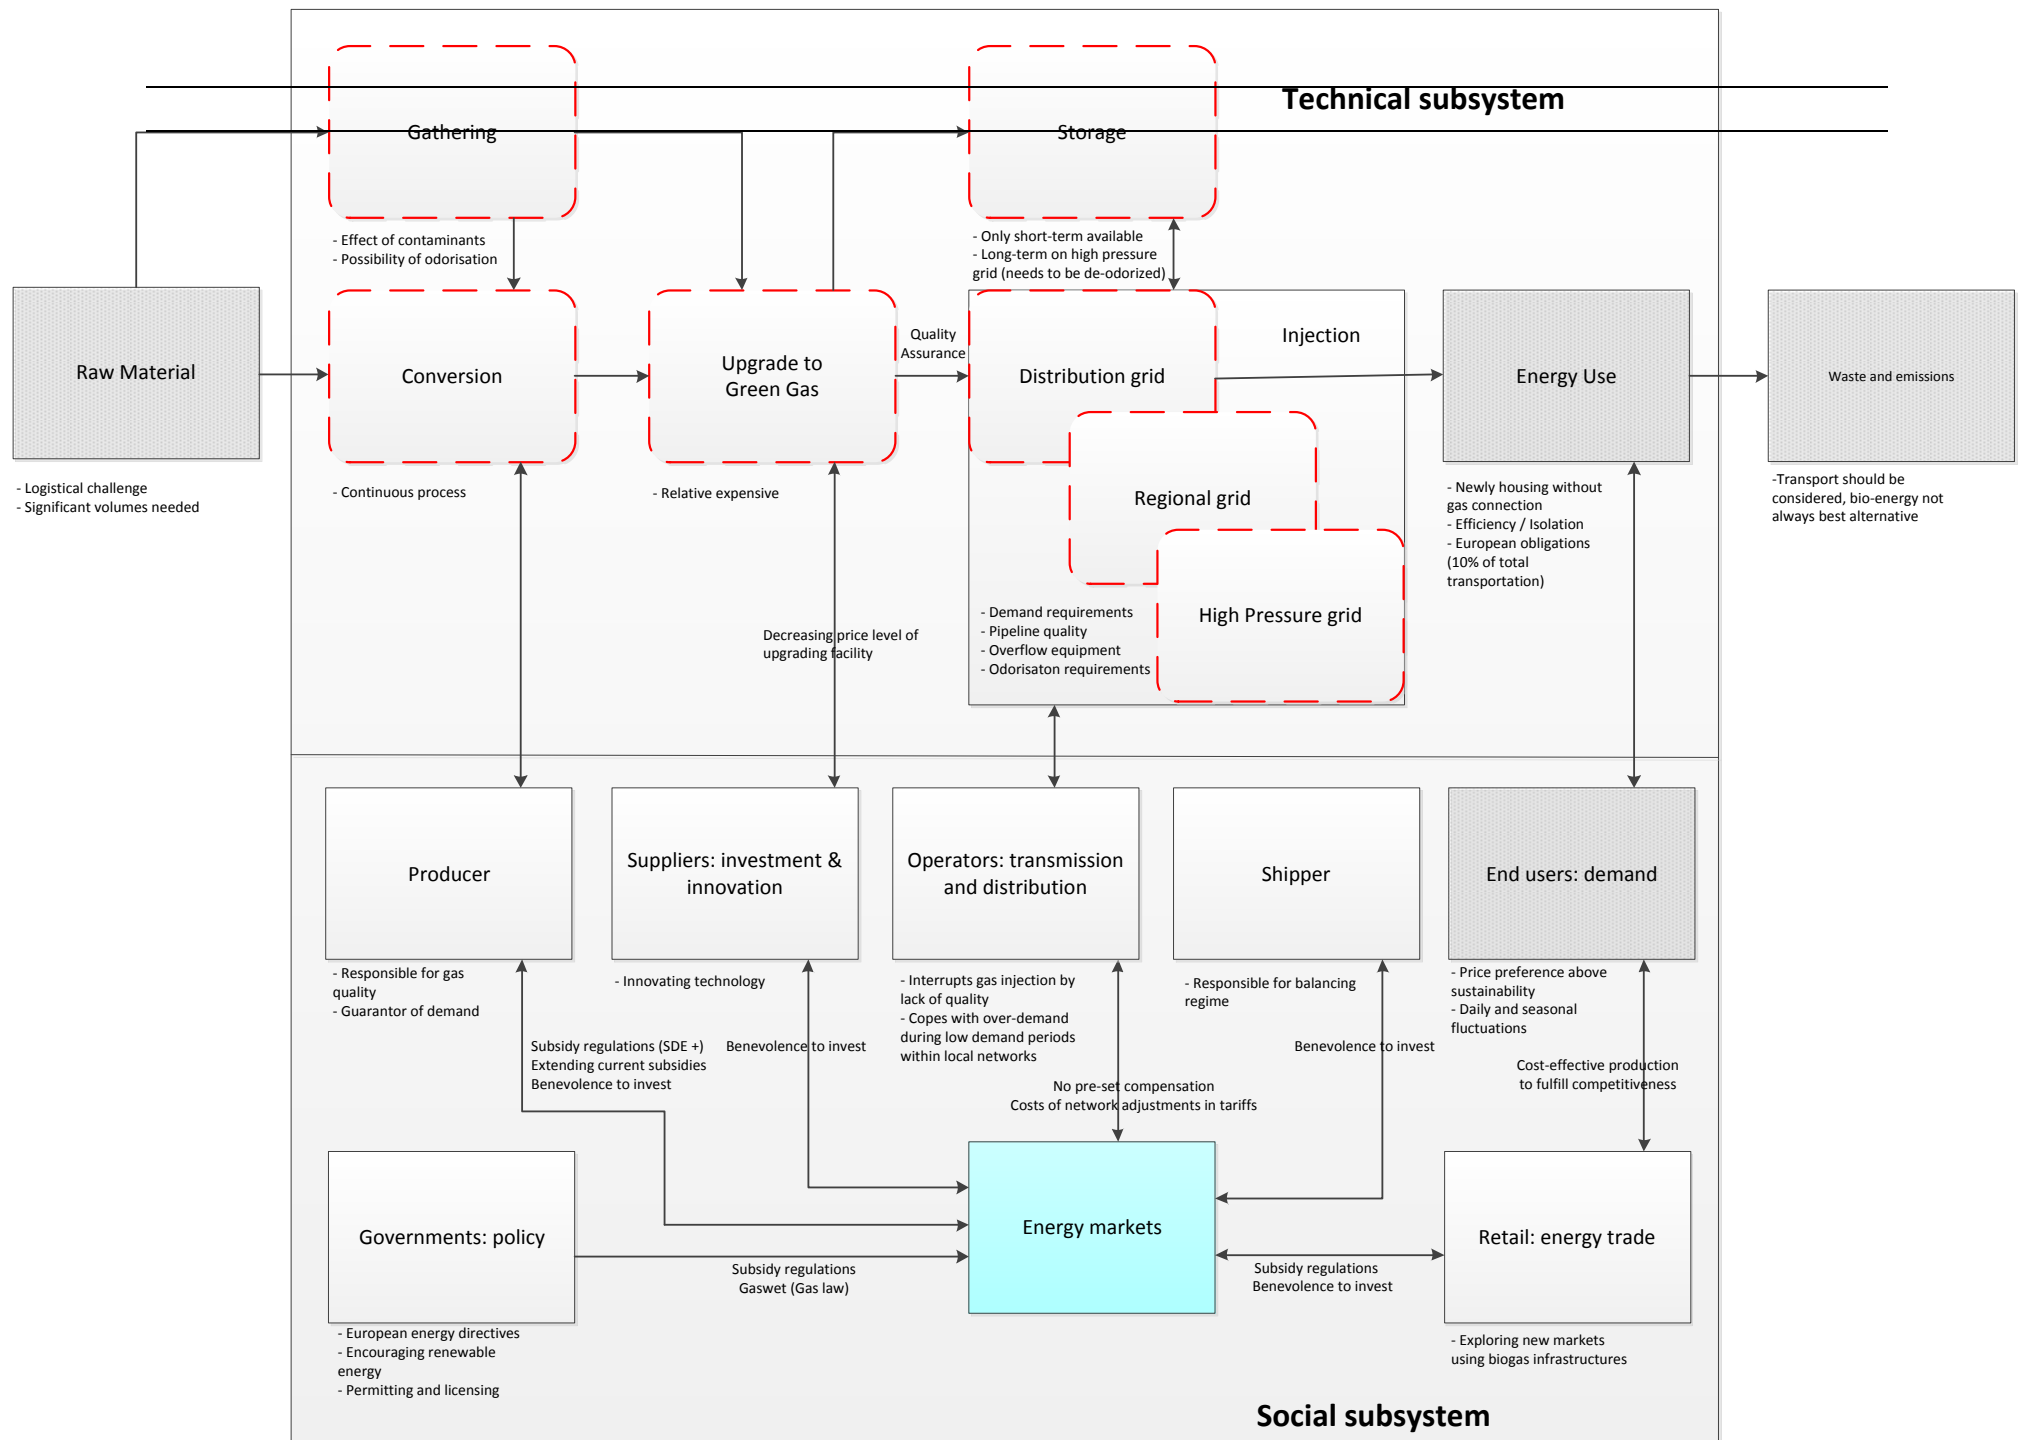 Technical subsystem
Gathering
Storage
- Effect of contaminants
- Possibility of odorisation
- Only short-term available
- Long-term on high pressure
grid (needs to be de-odorized)
Raw Material
Conversion
Upgrade to
Green Gas
Quality
Assurance
Distribution grid
Injection
Energy Use
Waste and emissions
- Logistical challenge
- Significant volumes needed
- Continuous process
- Relative expensive
Regional grid
High Pressure grid
- Newly housing without
gas connection
- Efficiency / Isolation
- European obligations
(10% of total
transportation)
-Transport should be
considered, bio-energy not
always best alternative
Decreasing price level of
upgrading facility
- Demand requirements
- Pipeline quality
- Overflow equipment
- Odorisaton requirements
Producer
Suppliers: investment &
innovation
Operators: transmission
and distribution
Shipper
End users: demand
- Responsible for gas
quality
- Guarantor of demand
- Innovating technology
- Interrupts gas injection by
lack of quality
- Copes with over-demand
during low demand periods
within local networks
- Responsible for balancing
regime
- Price preference above
sustainability
- Daily and seasonal
fluctuations
Subsidy regulations (SDE +)
Extending current subsidies
Benevolence to invest
Benevolence to invest
No pre-set compensation
Costs of network adjustments in tariffs
Benevolence to invest
Cost-effective production
to fulfill competitiveness
Governments: policy
Energy markets
Retail: energy trade
Subsidy regulations
Gaswet (Gas law)
Subsidy regulations
Benevolence to invest
- European energy directives
- Encouraging renewable
energy
- Permitting and licensing
- Exploring new markets
using biogas infrastructures
Social subsystem